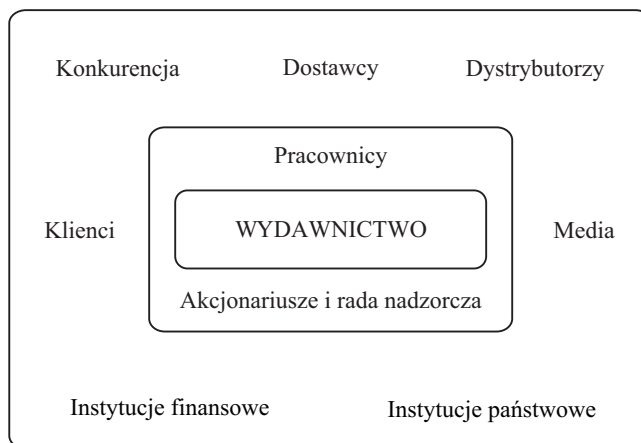 Konkurencja Dostawcy Dystrybutorzy
Pracownicy
Klienci WYDAWNICTWO Media
Akcjonariusze i rada nadzorcza
Instytucje finansowe Instytucje państwowe